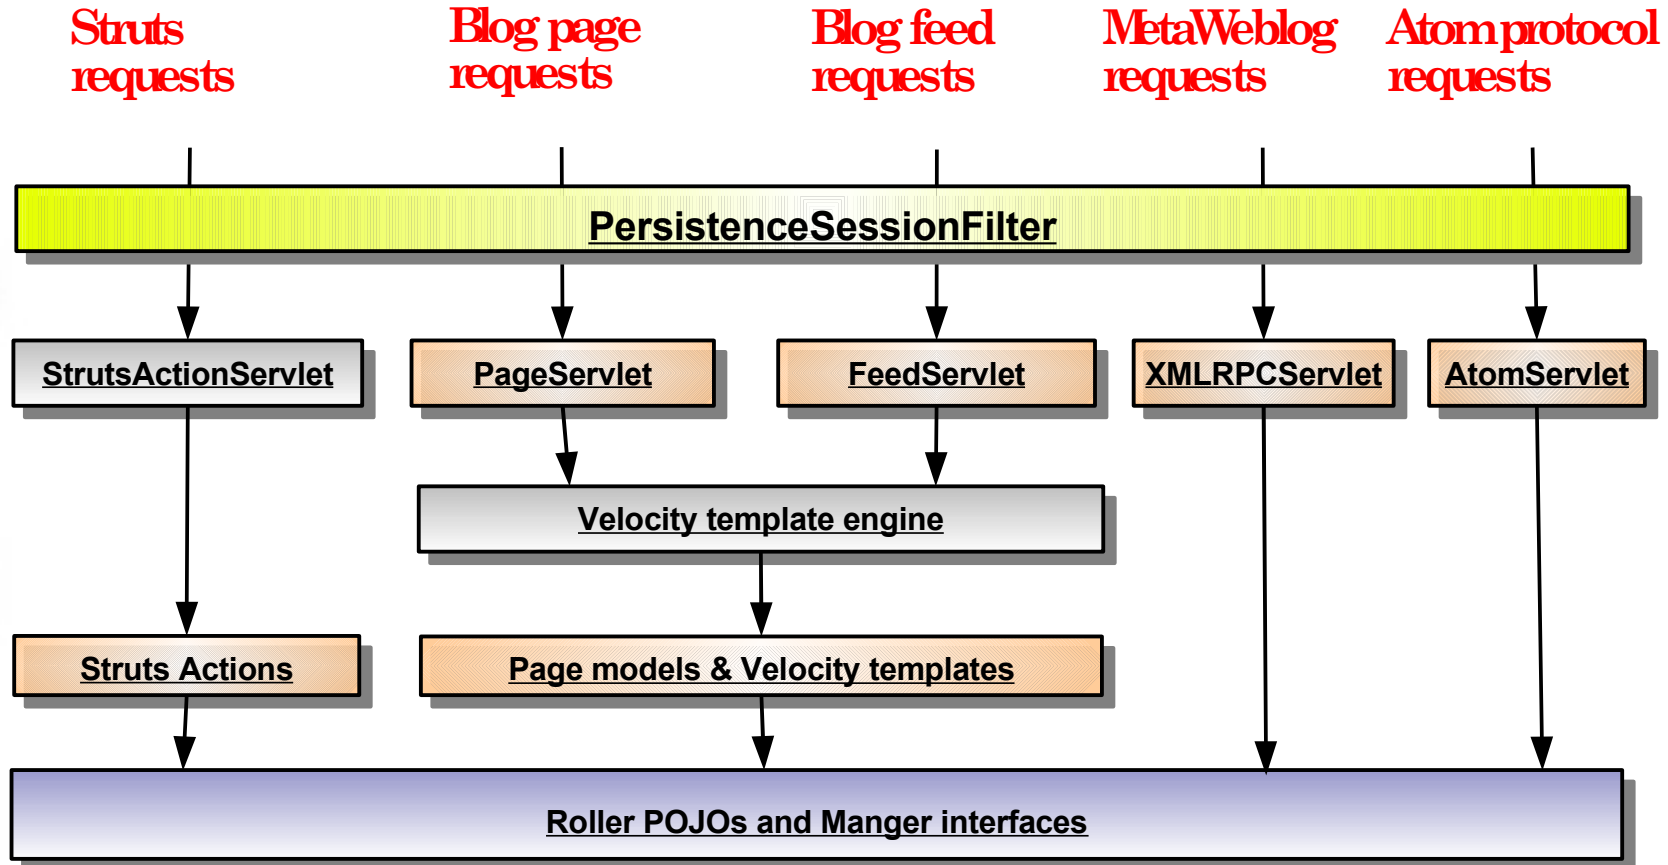 Struts
requests
Blog page
requests
Blog feed
requests
MetaWeblog
requests
Atom protocol
requests
PersistenceSessionFilter
StrutsActionServlet
PageServlet
FeedServlet
XMLRPCServlet
AtomServlet
Velocity template engine
Struts Actions
Page models & Velocity templates
Roller POJOs and Manger interfaces